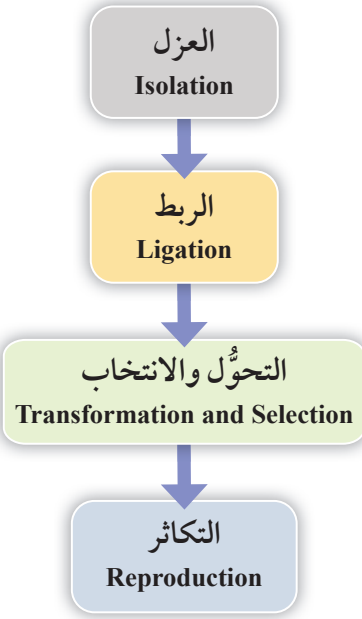 العزل
Isolation
الربط
Ligation
التحوُّل والانتخاب
Transformation and Selection
التكاثر
Reproduction